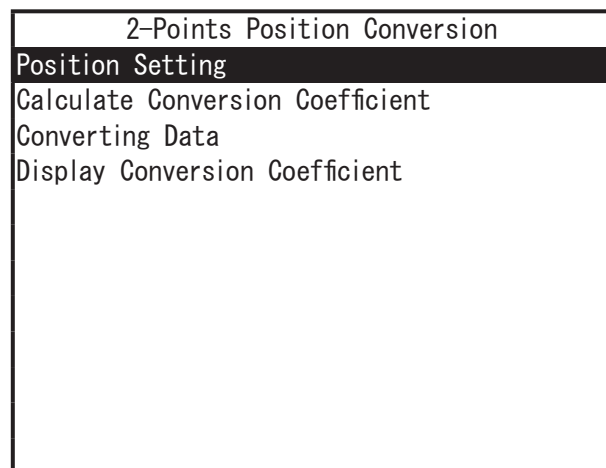 2-Points Position Conversion
Position Setting
Calculate Conversion Coefficient
Converting Data
Display Conversion Coefficient